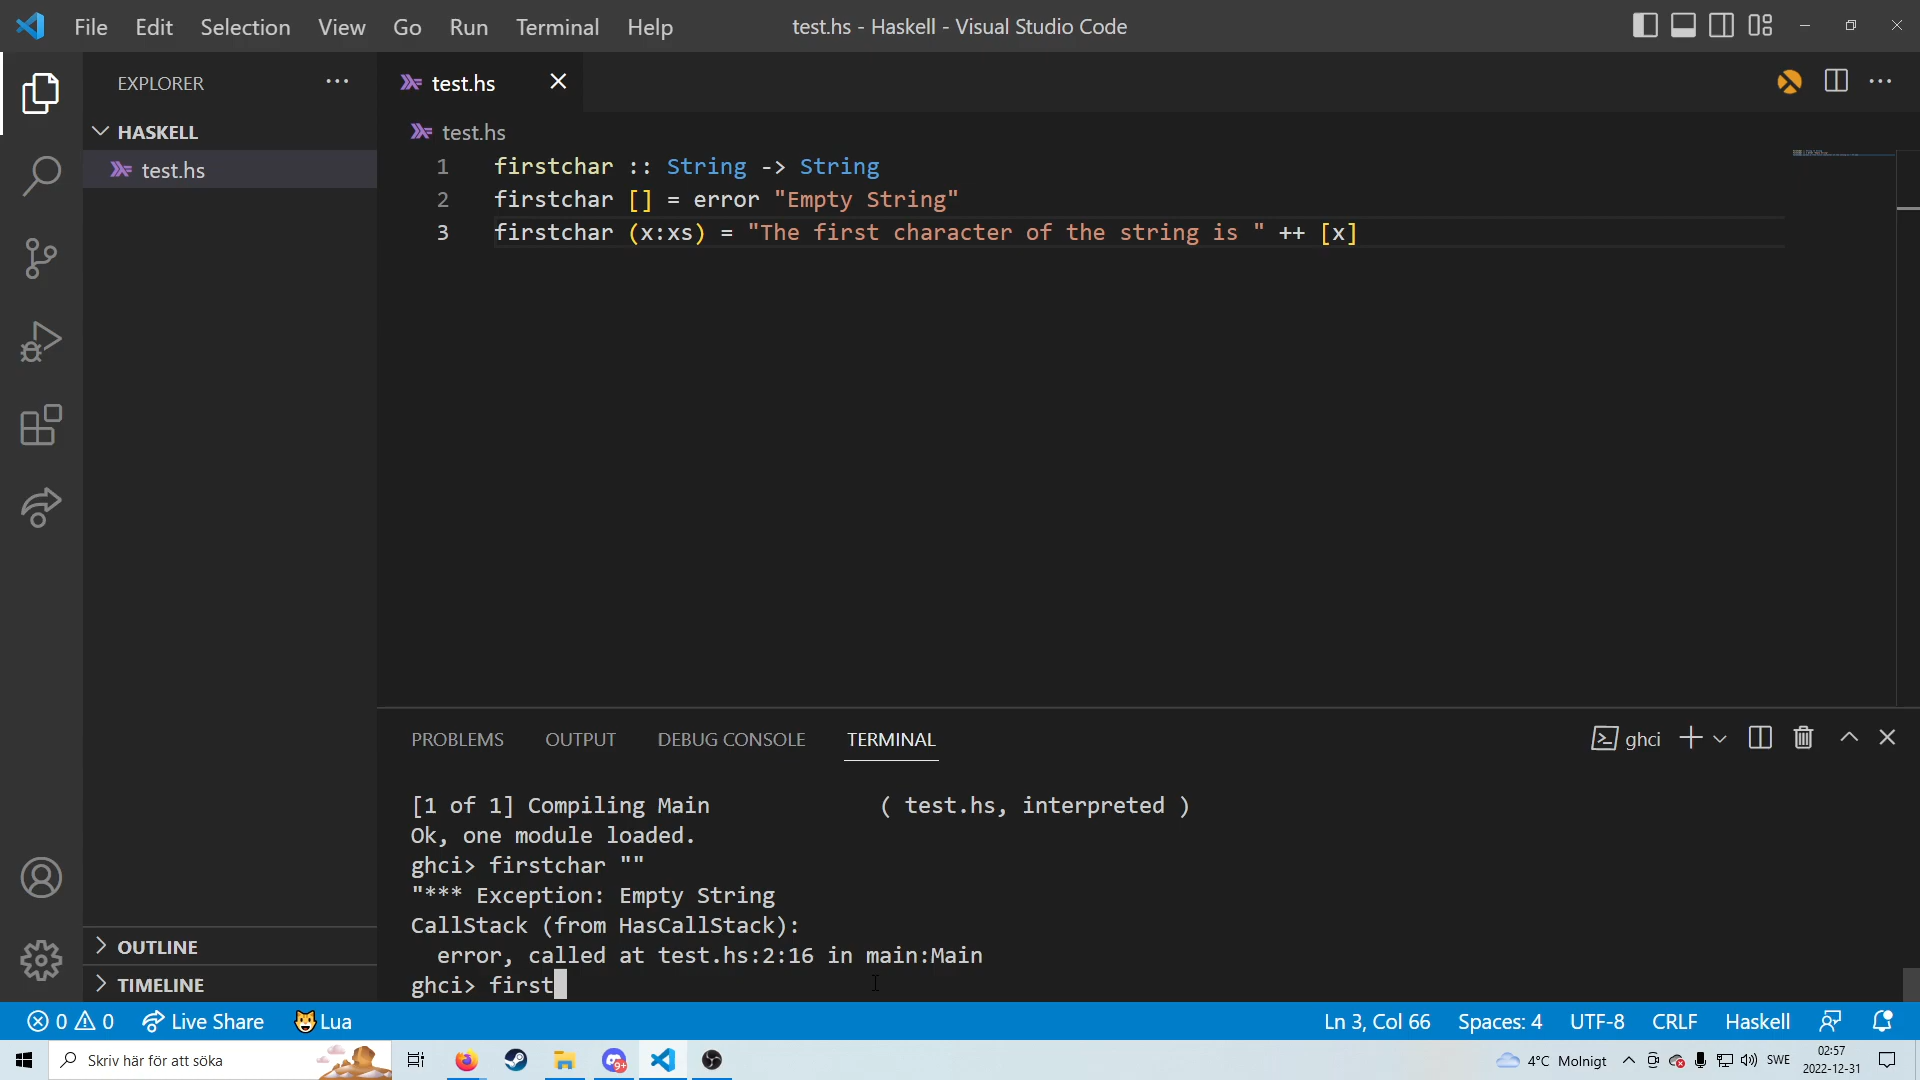 File Edit Selection View Go Run Terminal Help
test.hs - Haskell - Visual Studio Code
EXPLORER
HASKELL
test.hs
OUTLINE
TIMELINE
test.hs
test.hs
1 firstchar :: String -> String
2 firstchar [] = error "Empty String"
3 firstchar (x:xs) = "The first character of the string is " ++ [x]
PROBLEMS OUTPUT DEBUG CONSOLE TERMINAL
ghci
[1 of 1] Compiling Main             ( test.hs, interpreted )
Ok, one module loaded.
ghci> firstchar ""
"*** Exception: Empty String
CallStack (from HasCallStack):
  error, called at test.hs:2:16 in main:Main
ghci> first
0 0 Live Share Lua
Ln 3, Col 66 Spaces: 4 UTF-8 CRLF Haskell
Skriv här för att söka
9+
4°C Molnigt
SWE
02:57
2022-12-31